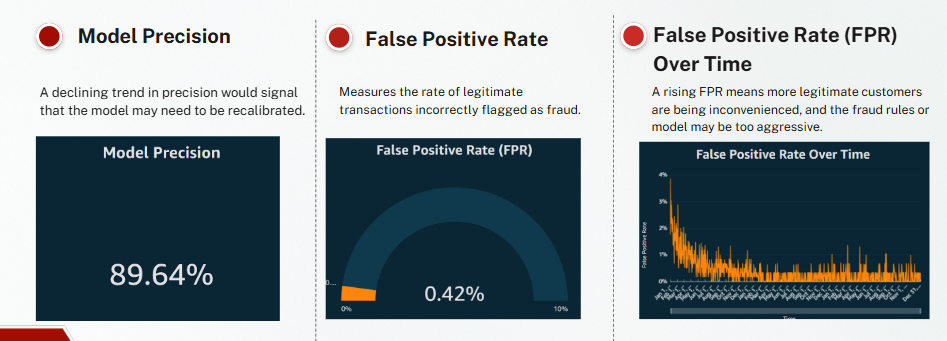 Model Precision
A declining trend in precision would signal
that the model may need to be recalibrated.
Model Precision
89.64%
False Positive Rate
Measures the rate of legitimate
transactions incorrectly flagged as fraud.
False Positive Rate (FPR)
0...
0.42%
0%
10%
False Positive Rate (FPR)
Over Time
A rising FPR means more legitimate customers
are being inconvenienced, and the fraud rules or
model may be too aggressive.
False Positive Rate Over Time
4%
3%
2%
1%
0%
False Positive Rate
Time